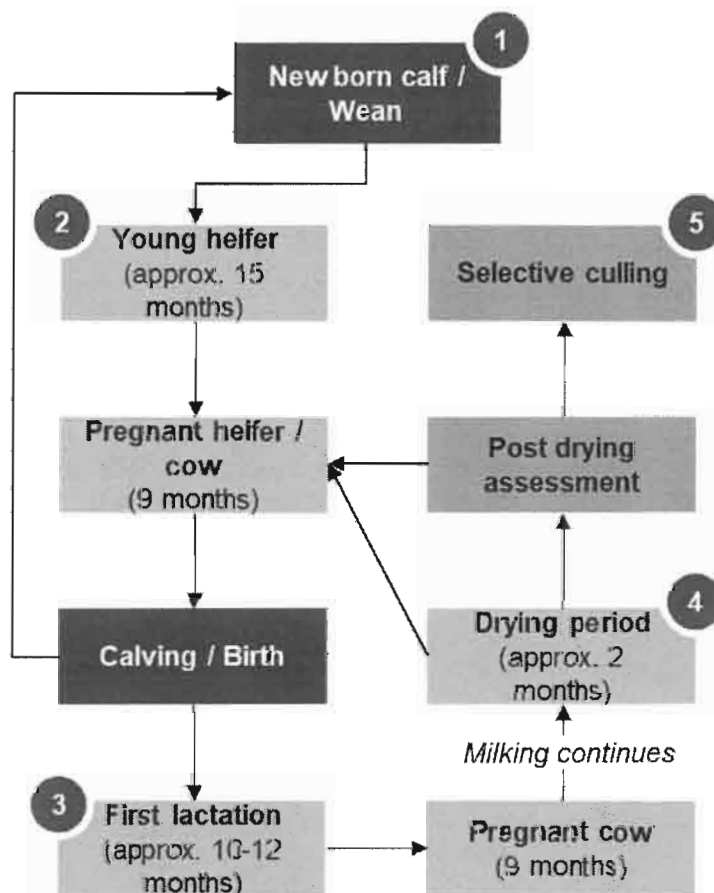 1
New born calf /
Wean
2
Young heifer
(approx. 15
months)
5
Selective culling
Pregnant heifer /
cow
(9 months)
Post drying
assessment
Calving / Birth
4
Drying period
(approx. 2
months)
Milking continues
3
First lactation
(approx. 10-12
months)
Pregnant cow
(9 months)